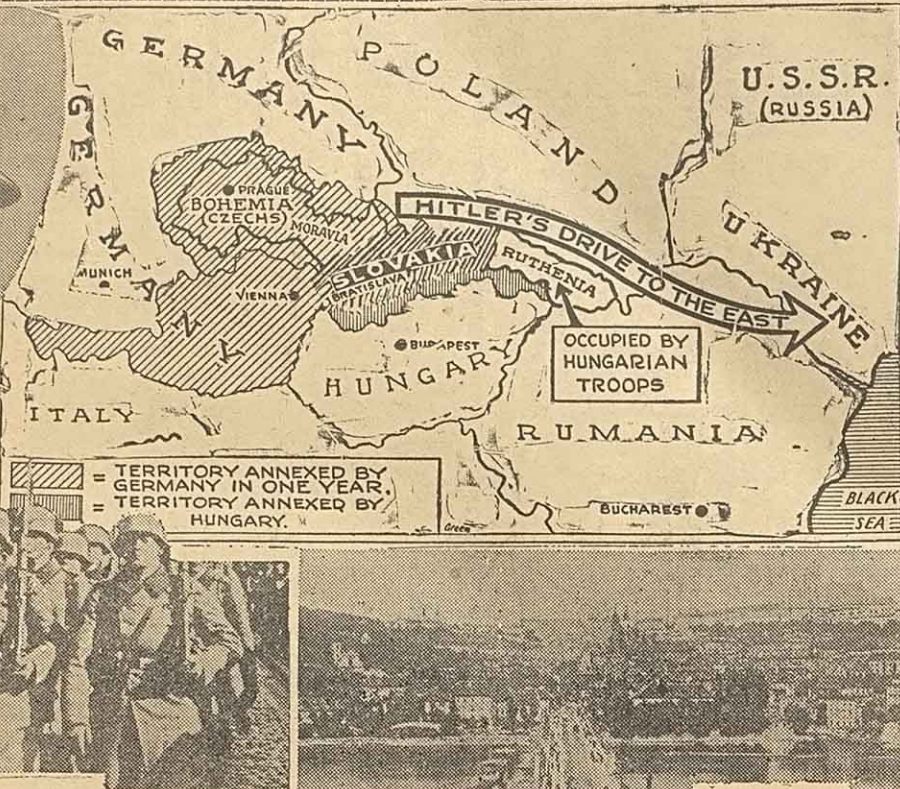 GERMANY
POLAND
U.S.S.R.
(RUSSIA)
GERMANY
PRAGUE
BOHEMIA
(CZECHS)
MORAVIA
HITLER'S DRIVE TO THE EAST
UKRAINE
MUNICH
VIENNA
SLOVAKIA
BRATISLAVA
RUTHENIA
BUDAPEST
HUNGARY
OCCUPIED BY
HUNGARIAN
TROOPS
ITALY
RUMANIA
= TERRITORY ANNEXED BY
GERMANY IN ONE YEAR.
= TERRITORY ANNEXED BY
HUNGARY.
Green
BUCHAREST
BLACK
SEA